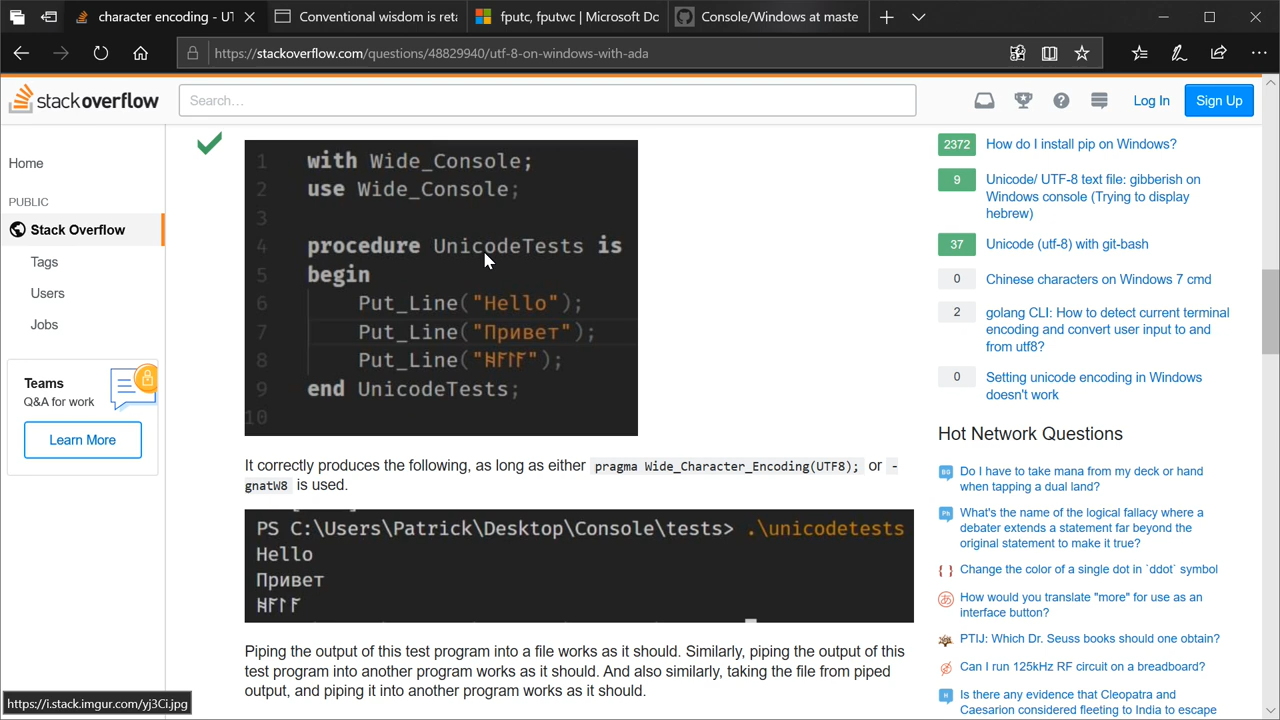 character encoding - UT
Conventional wisdom is reta
fputc, fputwc | Microsoft Do
Console/Windows at maste
https://stackoverflow.com/questions/48829940/utf-8-on-windows-with-ada
stackoverflow
Search…
Log In
Sign Up
Home
PUBLIC
Stack Overflow
Tags
Users
Jobs
Teams
Q&A for work
Learn More
1 with Wide_Console;
2 use Wide_Console;
3
4 procedure UnicodeTests is
5 begin
6 Put_Line("Hello");
7 Put_Line("Привет");
8 Put_Line("ᛤᚩᛚᚩ");
9 end UnicodeTests;
10
It correctly produces the following, as long as either pragma Wide_Character_Encoding(UTF8); or -
gnatW8 is used.
PS C:\Users\Patrick\Desktop\Console\tests> .\unicodetests
Hello
Привет
Piping the output of this test program into a file works as it should. Similarly, piping the output of this
test program into another program works as it should. And also similarly, taking the file from piped
output, and piping it into another program works as it should.
2372 How do I install pip on Windows?
9 Unicode/ UTF-8 text file: gibberish on
Windows console (Trying to display
hebrew)
37 Unicode (utf-8) with git-bash
0 Chinese characters on Windows 7 cmd
2 golang CLI: How to detect current terminal
encoding and convert user input to and
from utf8?
0 Setting unicode encoding in Windows
doesn't work
Hot Network Questions
Do I have to take mana from my deck or hand
when tapping a dual land?
What's the name of the logical fallacy where a
debater extends a statement far beyond the
original statement to make it true?
Change the color of a single dot in `ddot` symbol
How would you translate "more" for use as an
interface button?
PTIJ: Which Dr. Seuss books should one obtain?
Can I run 125kHz RF circuit on a breadboard?
Is there any evidence that Cleopatra and
Caesarion considered fleeing to India to escape
https://i.stack.imgur.com/yj3Ci.jpg